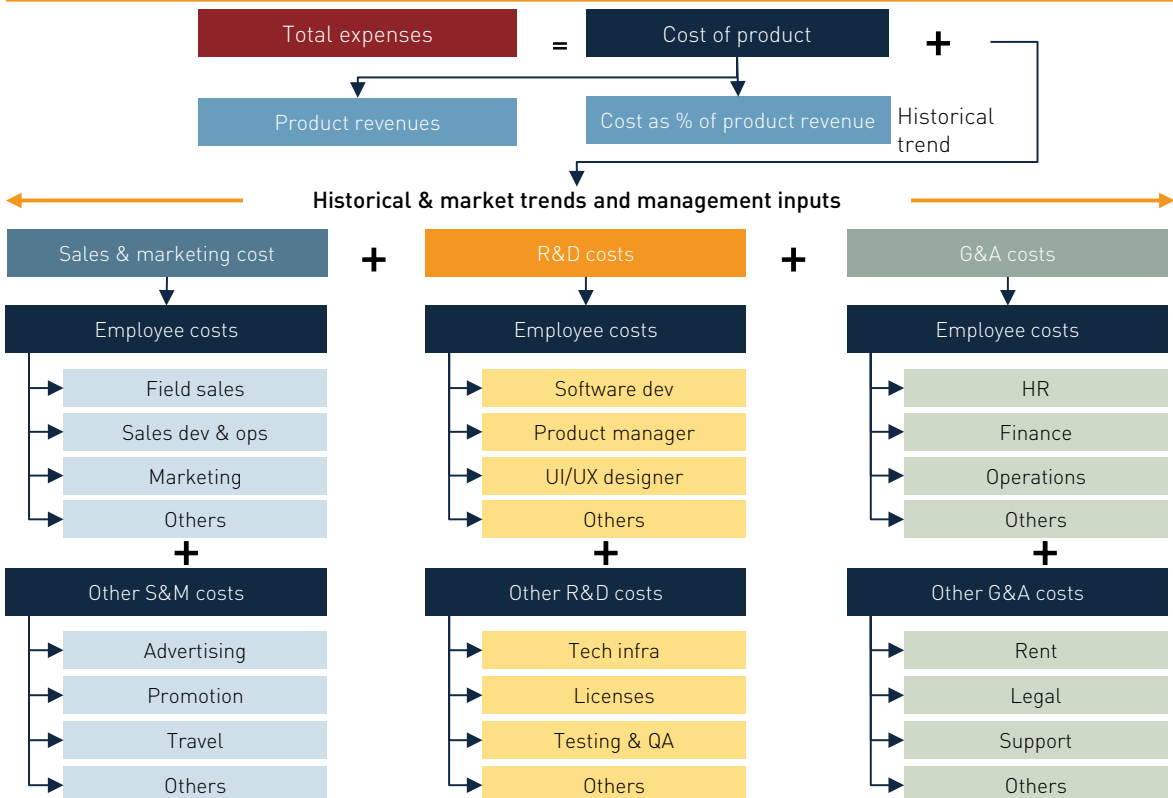 Total expenses
=
Cost of product
+
Product revenues
Cost as % of product revenue
Historical
trend
Historical & market trends and management inputs
Sales & marketing cost
+
R&D costs
+
G&A costs
Employee costs
Employee costs
Employee costs
Field sales
Software dev
HR
Sales dev & ops
Product manager
Finance
Marketing
UI/UX designer
Operations
Others
Others
Others
+
+
+
Other S&M costs
Other R&D costs
Other G&A costs
Advertising
Tech infra
Rent
Promotion
Licenses
Legal
Travel
Testing & QA
Support
Others
Others
Others